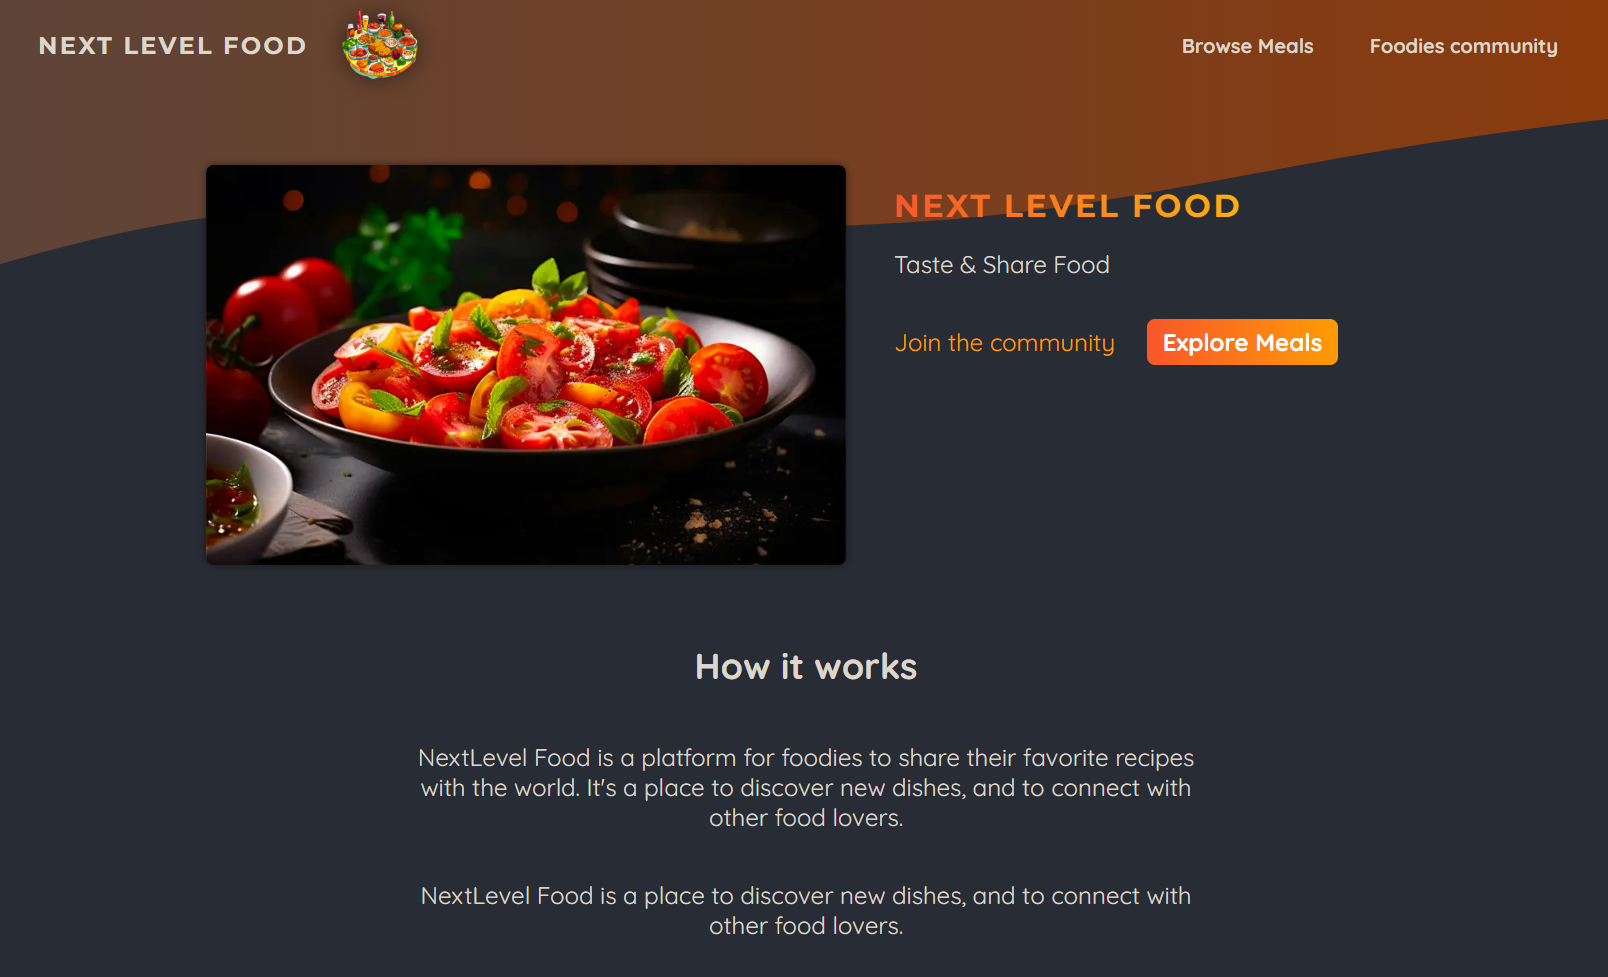 NEXT LEVEL FOOD
Browse Meals
Foodies community
NEXT LEVEL FOOD
Taste & Share Food
Join the community
Explore Meals
How it works
NextLevel Food is a platform for foodies to share their favorite recipes
with the world. It's a place to discover new dishes, and to connect with
other food lovers.
NextLevel Food is a place to discover new dishes, and to connect with
other food lovers.